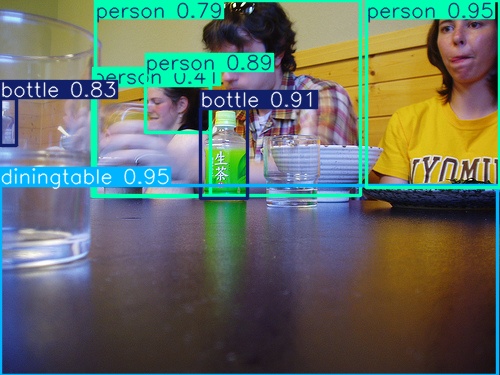 person 0.79
person 0.95
person 0.89
person 0.41
bottle 0.83
bottle 0.91
生茶
WYOMI
diningtable 0.95